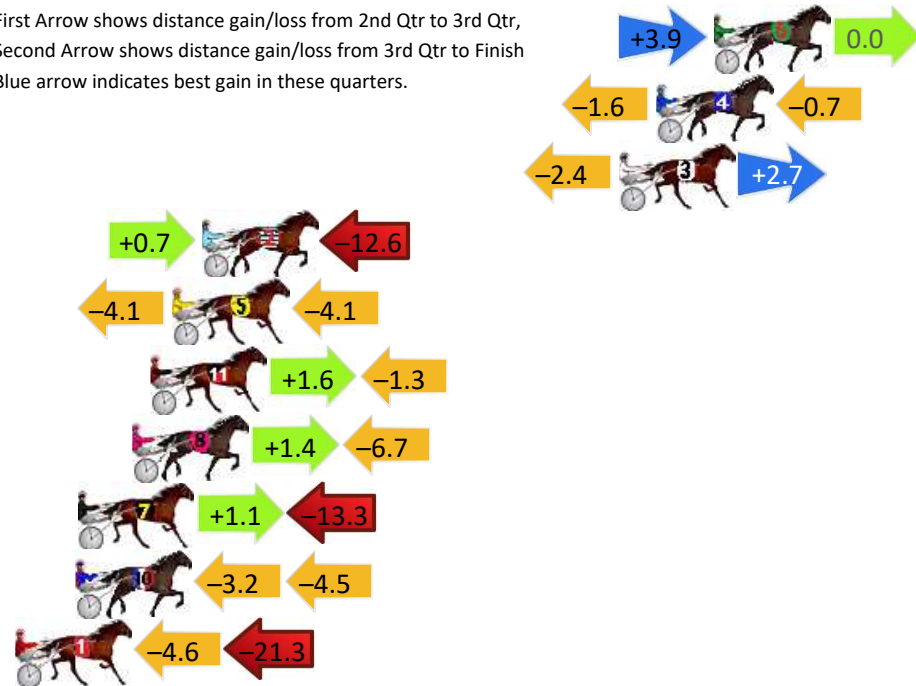 First Arrow shows distance gain/loss from 2nd Qtr to 3rd Qtr,
Second Arrow shows distance gain/loss from 3rd Qtr to Finish
Blue arrow indicates best gain in these quarters.
+3.9 6 0.0
–1.6 4 –0.7
–2.4 3 +2.7
+0.7 2 –12.6
–4.1 5 –4.1
11 +1.6 –1.3
8 +1.4 –6.7
7 +1.1 –13.3
10 –3.2 –4.5
1 –4.6 –21.3